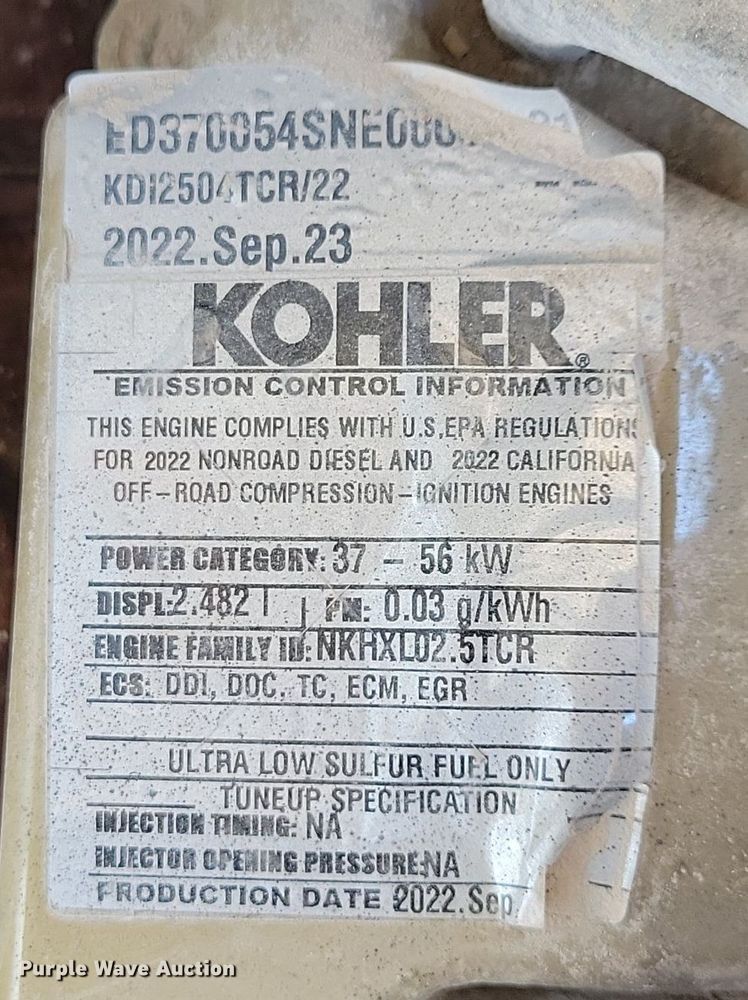 ED370054SNE000
KDI2504TCR/22
2022.Sep.23
KOHLER®
EMISSION CONTROL INFORMATION
THIS ENGINE COMPLIES WITH U.S.EPA REGULATIONS
FOR 2022 NONROAD DIESEL AND 2022 CALIFORNIA
OFF-ROAD COMPRESSION-IGNITION ENGINES
POWER CATEGORY: 37 - 56 kW
DISPL:2.482 l PM: 0.03 g/kWh
ENGINE FAMILY ID: NKHXL02.5TCR
ECS: DDI, DOC, TC, ECM, EGR
ULTRA LOW SULFUR FUEL ONLY
TUNEUP SPECIFICATION
INJECTION TIMING: NA
INJECTOR OPENING PRESSURE:NA
PRODUCTION DATE 2022.Sep
Purple Wave Auction